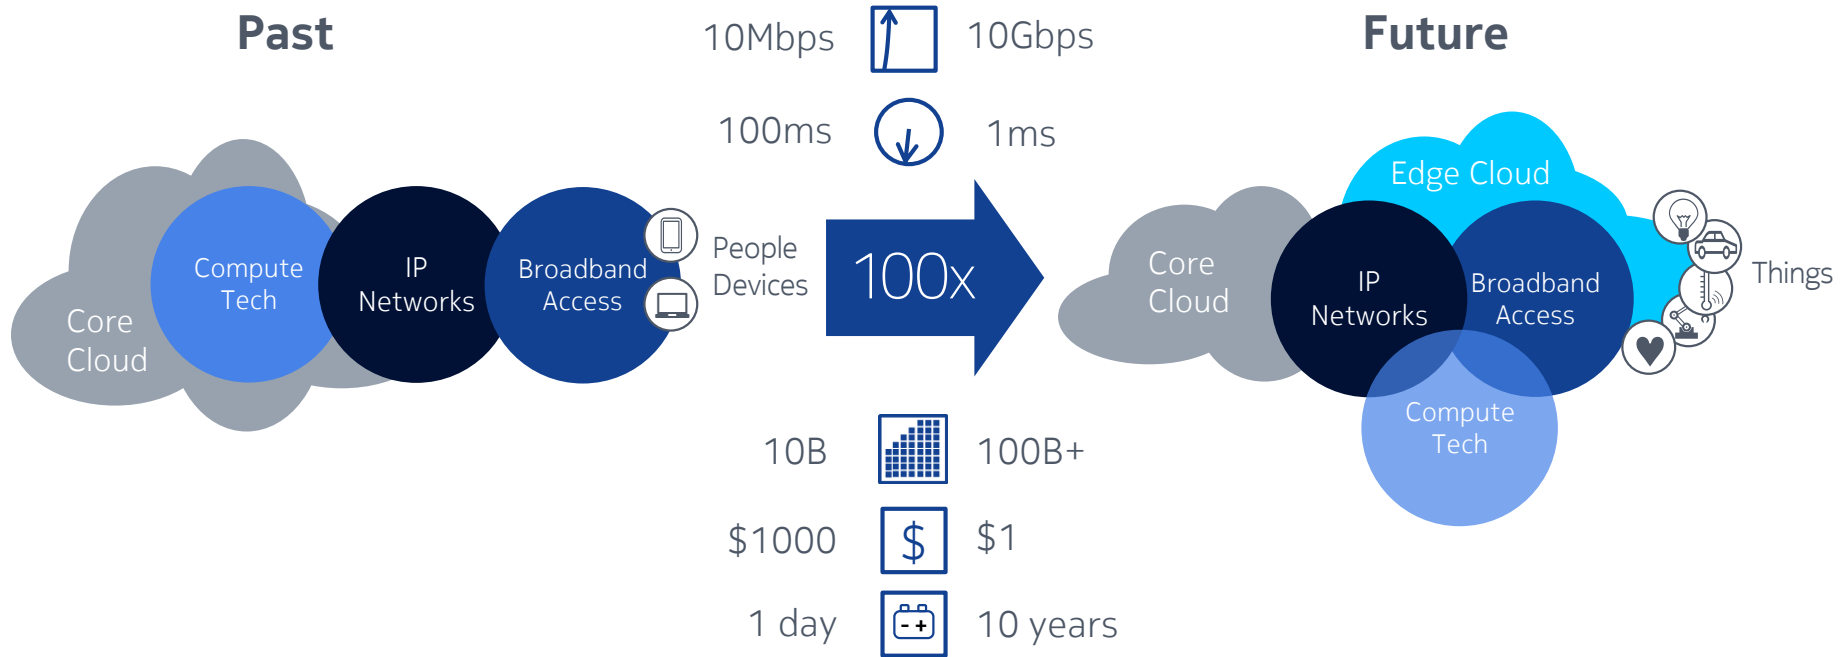 Past
10Mbps
10Gbps
Future
100ms
1ms
Core
Cloud
Compute
Tech
IP
Networks
Broadband
Access
People
Devices
100x
Core
Cloud
Edge Cloud
IP
Networks
Broadband
Access
Compute
Tech
Things
10B
100B+
$1000
$
$1
1 day
- +
10 years